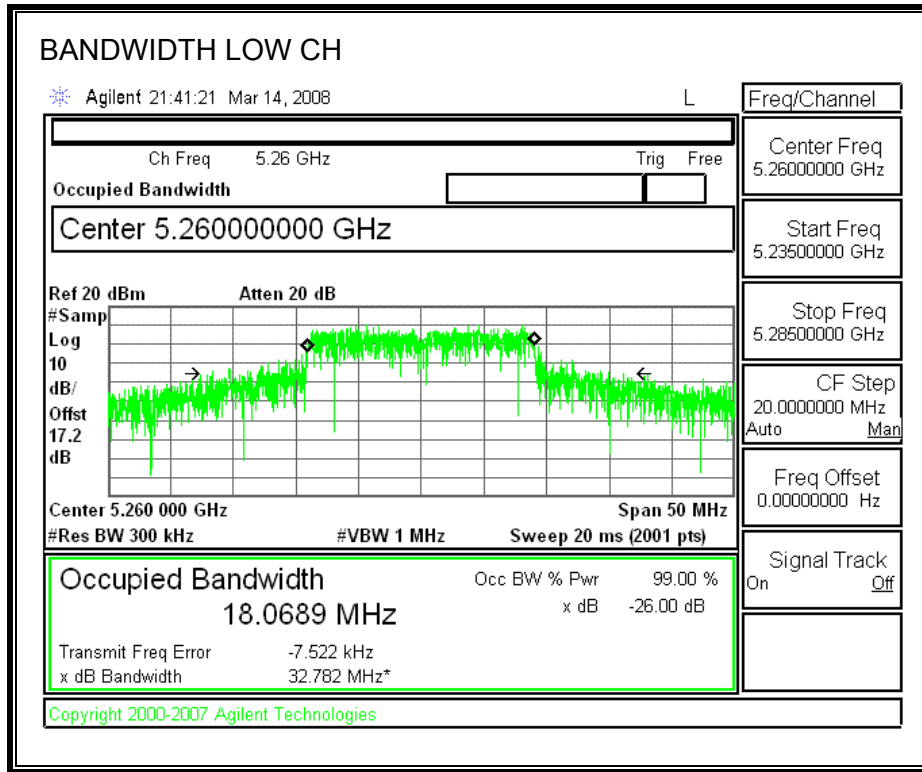 BANDWIDTH LOW CH
Agilent 21:41:21 Mar 14, 2008 L
Freq/Channel
Ch Freq 5.26 GHz Trig Free
Occupied Bandwidth
Center 5.260000000 GHz
Center Freq
5.26000000 GHz
Start Freq
5.23500000 GHz
Stop Freq
5.28500000 GHz
CF Step
20.0000000 MHz
Auto Man
Freq Offset
0.00000000 Hz
Signal Track
On Off
Ref 20 dBm Atten 20 dB
#Samp
Log
10
dB/
Offst
17.2
dB
Center 5.260 000 GHz Span 50 MHz
#Res BW 300 kHz #VBW 1 MHz Sweep 20 ms (2001 pts)
Occupied Bandwidth
18.0689 MHz
Occ BW % Pwr 99.00 %
x dB -26.00 dB
Transmit Freq Error -7.522 kHz
x dB Bandwidth 32.782 MHz*
Copyright 2000-2007 Agilent Technologies